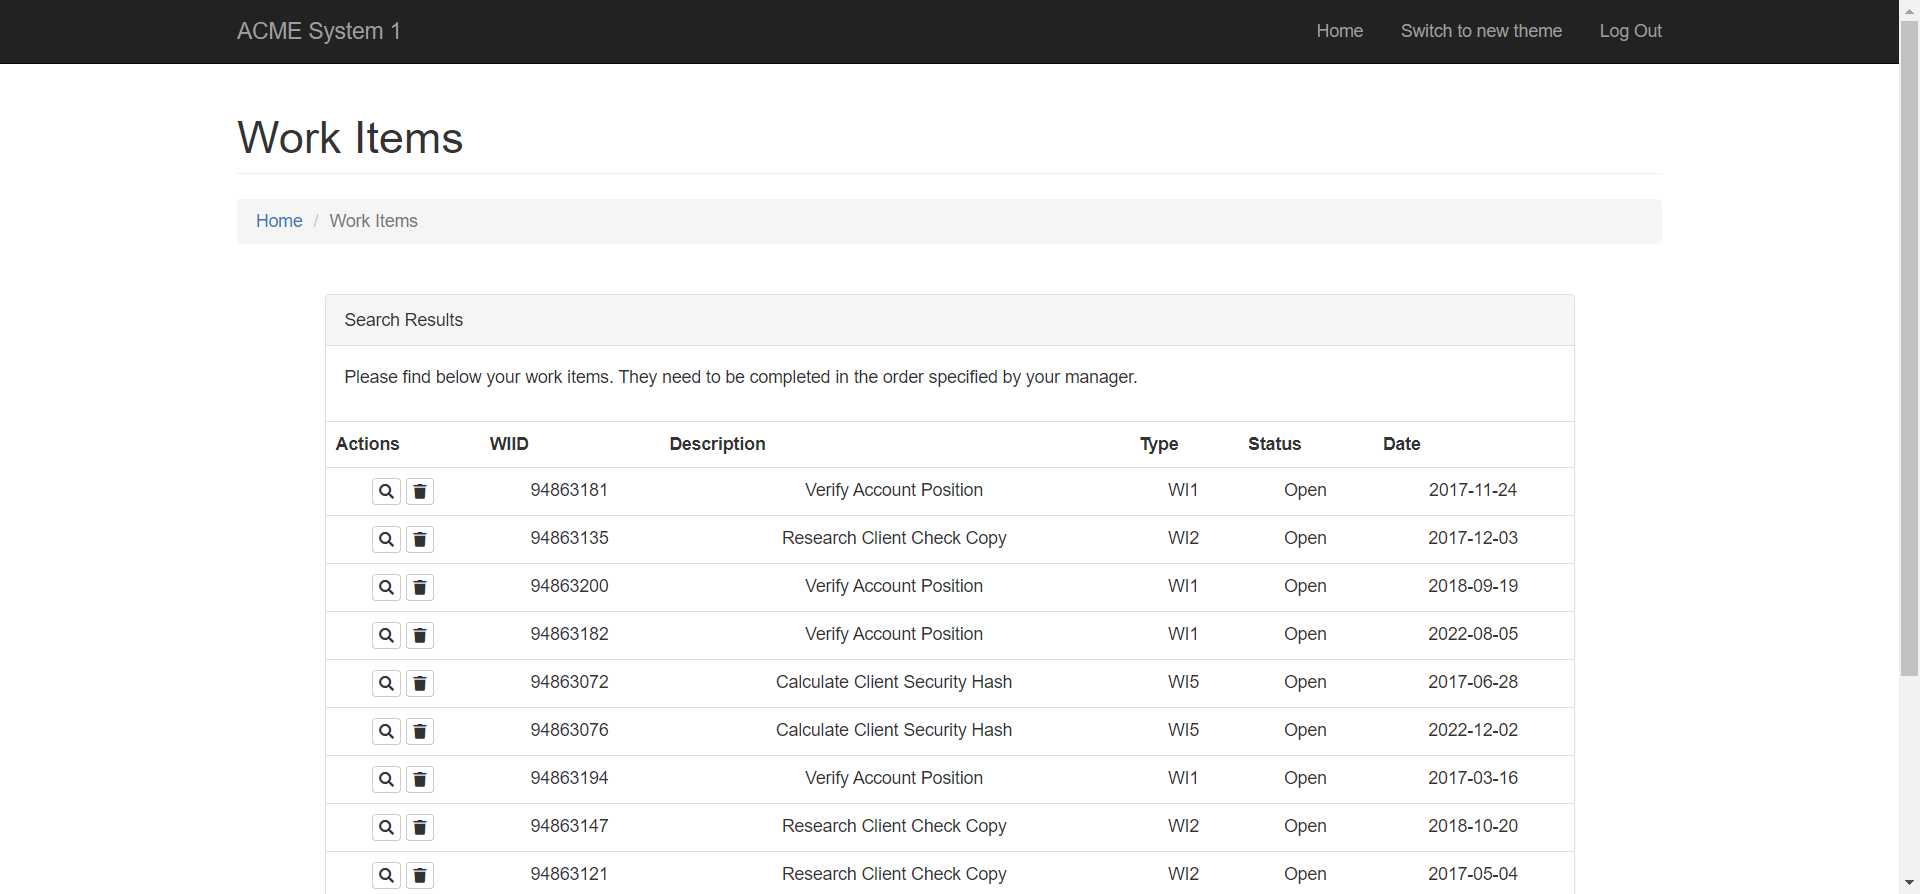 ACME System 1 Home Switch to new theme Log Out
Work Items
Home / Work Items
Search Results
Please find below your work items. They need to be completed in the order specified by your manager.
Actions WIID Description Type Status Date
94863181 Verify Account Position WI1 Open 2017-11-24
94863135 Research Client Check Copy WI2 Open 2017-12-03
94863200 Verify Account Position WI1 Open 2018-09-19
94863182 Verify Account Position WI1 Open 2022-08-05
94863072 Calculate Client Security Hash WI5 Open 2017-06-28
94863076 Calculate Client Security Hash WI5 Open 2022-12-02
94863194 Verify Account Position WI1 Open 2017-03-16
94863147 Research Client Check Copy WI2 Open 2018-10-20
94863121 Research Client Check Copy WI2 Open 2017-05-04